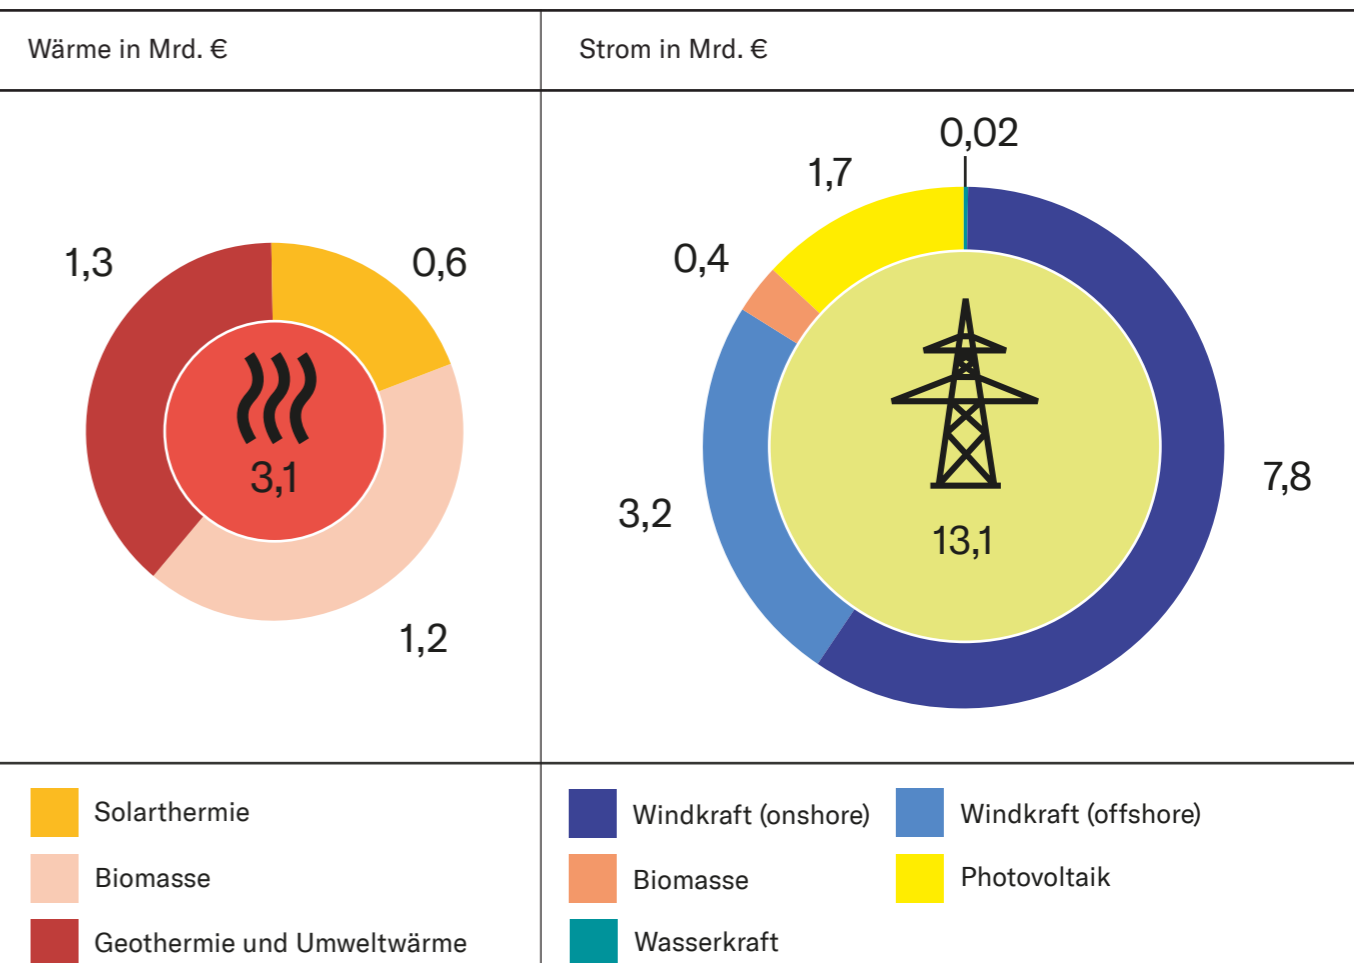 Wärme in Mrd. €
1,3
0,6
3,1
1,2
Solarthermie
Biomasse
Geothermie und Umweltwärme
Strom in Mrd. €
0,02
1,7
0,4
7,8
3,2
13,1
Windkraft (onshore)
Windkraft (offshore)
Biomasse
Photovoltaik
Wasserkraft